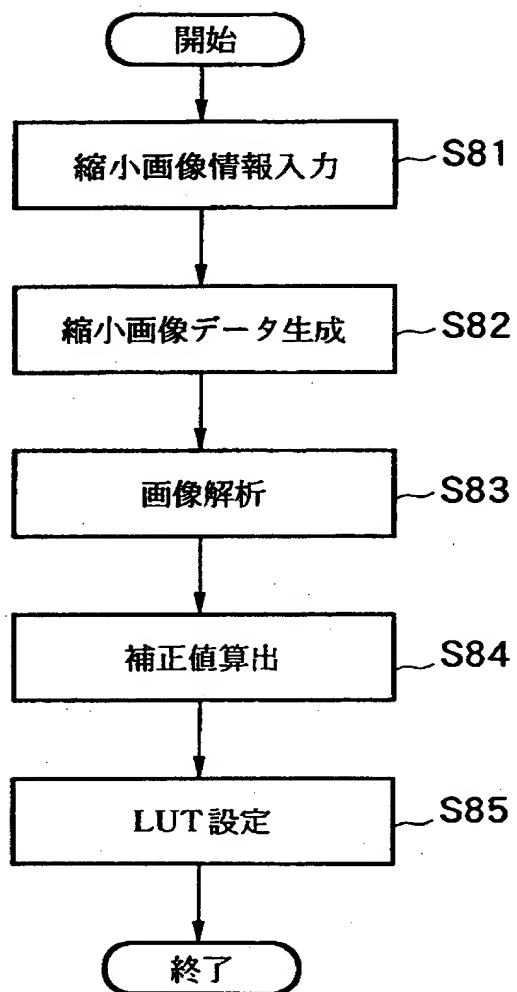 開始
縮小画像情報入力
S81
縮小画像データ生成
S82
画像解析
S83
補正値算出
S84
LUT設定
S85
終了